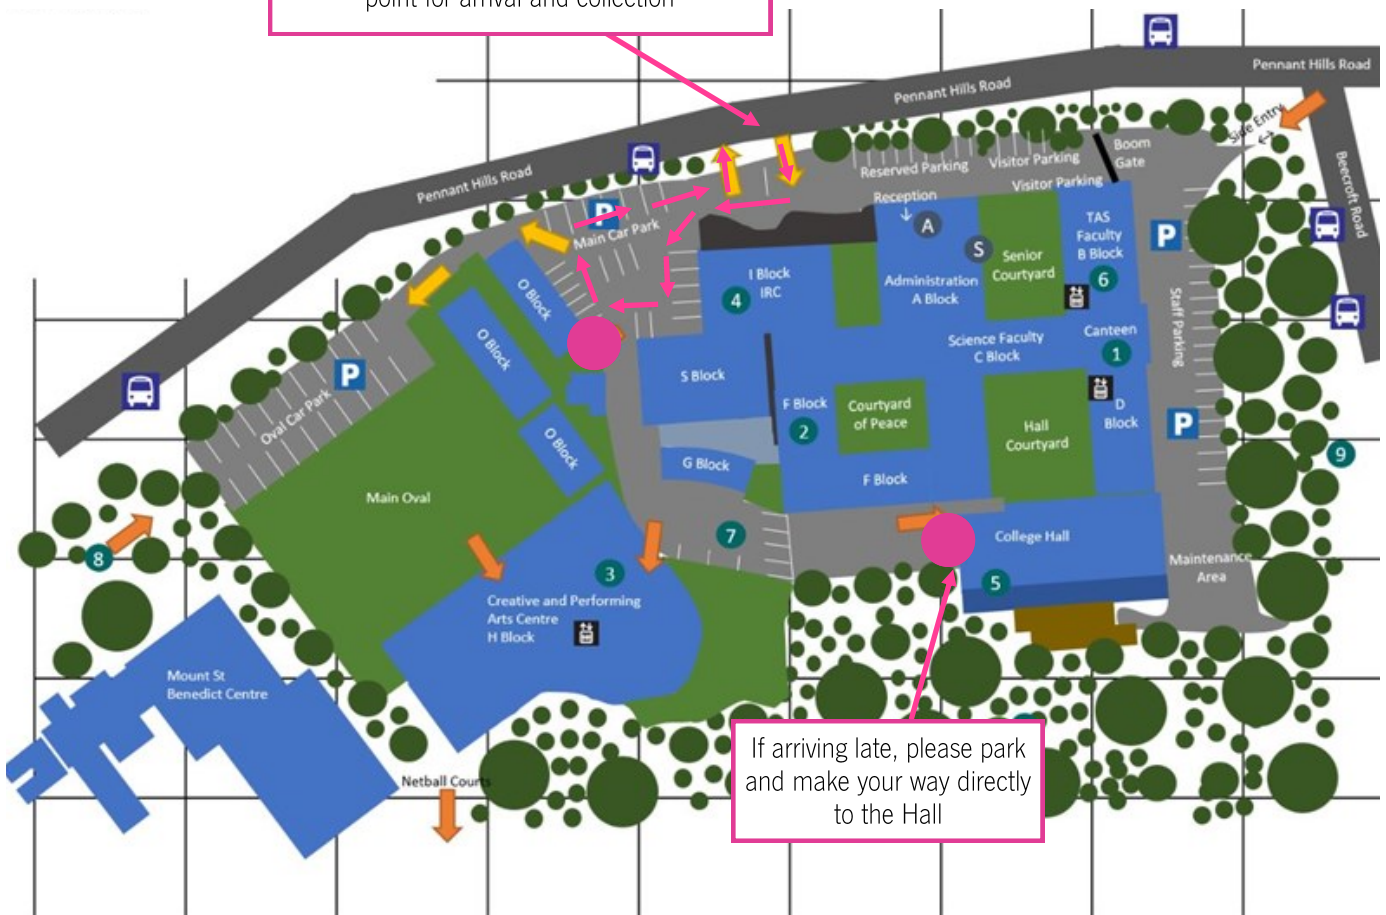 point for arrival and collection
Pennant Hills Road
Pennant Hills Road
Pennant Hills Road
Side Entry
Boom
Gate
Beecroft Road
Reserved Parking
Visitor Parking
Visitor Parking
Reception
A
S
P
Main Car Park
TAS
Faculty
B Block
6
P
Senior
Courtyard
Administration
A Block
I Block
IRC
4
O Block
O Block
O Block
Staff Parking
Science Faculty
C Block
Canteen
1
S Block
P
Oval Car Park
F Block
2
Courtyard
of Peace
Hall
Courtyard
D
Block
P
9
G Block
F Block
Main Oval
7
College Hall
5
Maintenance
Area
8
3
Creative and Performing
Arts Centre
H Block
Mount St
Benedict Centre
Netball Courts
If arriving late, please park
and make your way directly
to the Hall